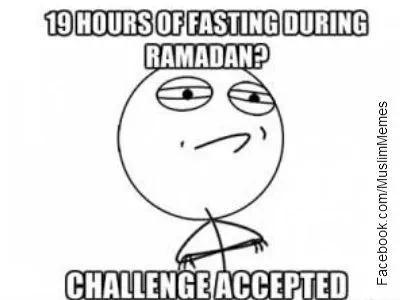 19 HOURS OF FASTING DURING
RAMADAN?
CHALLENGE ACCEPTED
Facebook.com/MuslimMemes